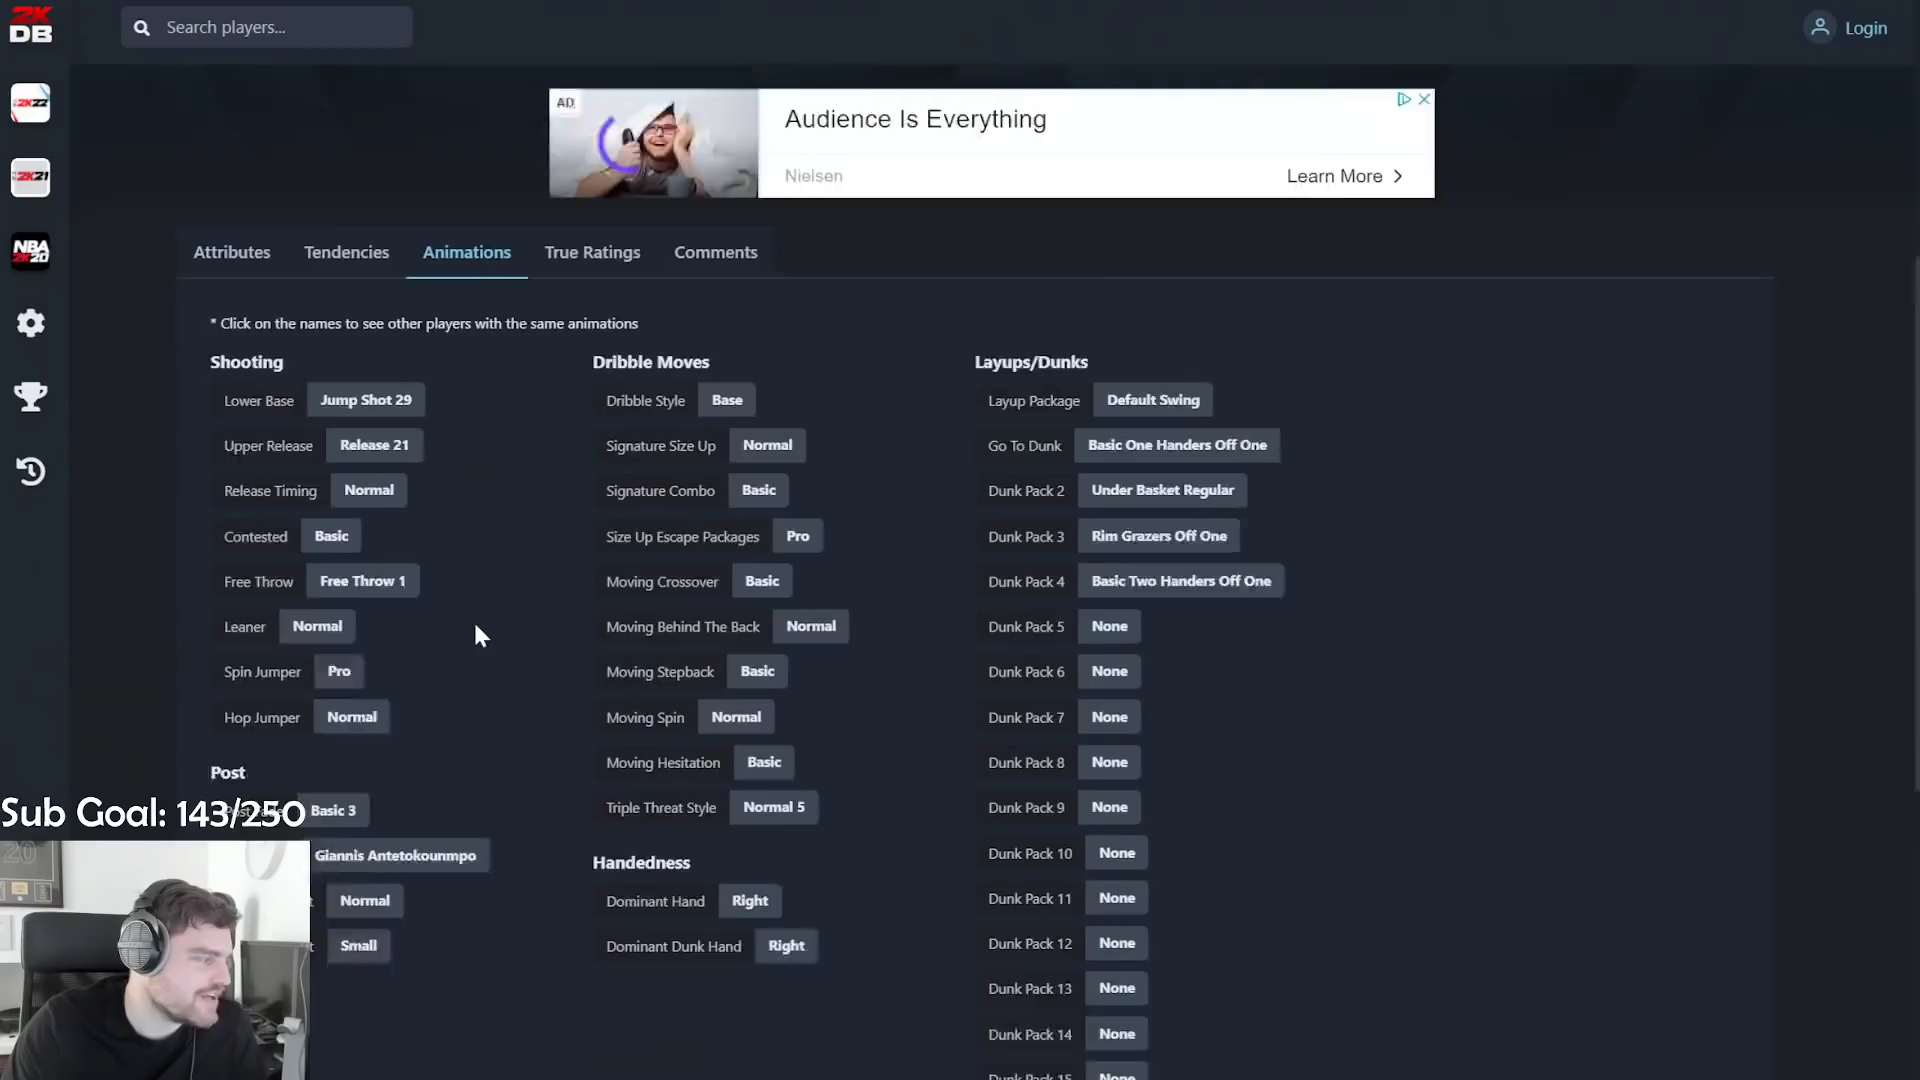 2K
DB
Search players...
Login
2K22
2K21
NBA
2K20
AD
Audience Is Everything
Nielsen
Learn More
Attributes
Tendencies
Animations
True Ratings
Comments
* Click on the names to see other players with the same animations
Shooting
Lower Base Jump Shot 29
Upper Release Release 21
Release Timing Normal
Contested Basic
Free Throw Free Throw 1
Leaner Normal
Spin Jumper Pro
Hop Jumper Normal
Post
Basic 3
Giannis Antetokounmpo
Normal
Small
Dribble Moves
Dribble Style Base
Signature Size Up Normal
Signature Combo Basic
Size Up Escape Packages Pro
Moving Crossover Basic
Moving Behind The Back Normal
Moving Stepback Basic
Moving Spin Normal
Moving Hesitation Basic
Triple Threat Style Normal 5
Handedness
Dominant Hand Right
Dominant Dunk Hand Right
Layups/Dunks
Layup Package Default Swing
Go To Dunk Basic One Handers Off One
Dunk Pack 2 Under Basket Regular
Dunk Pack 3 Rim Grazers Off One
Dunk Pack 4 Basic Two Handers Off One
Dunk Pack 5 None
Dunk Pack 6 None
Dunk Pack 7 None
Dunk Pack 8 None
Dunk Pack 9 None
Dunk Pack 10 None
Dunk Pack 11 None
Dunk Pack 12 None
Dunk Pack 13 None
Dunk Pack 14 None
Dunk Pack 15 None
Sub Goal: 143/250
20